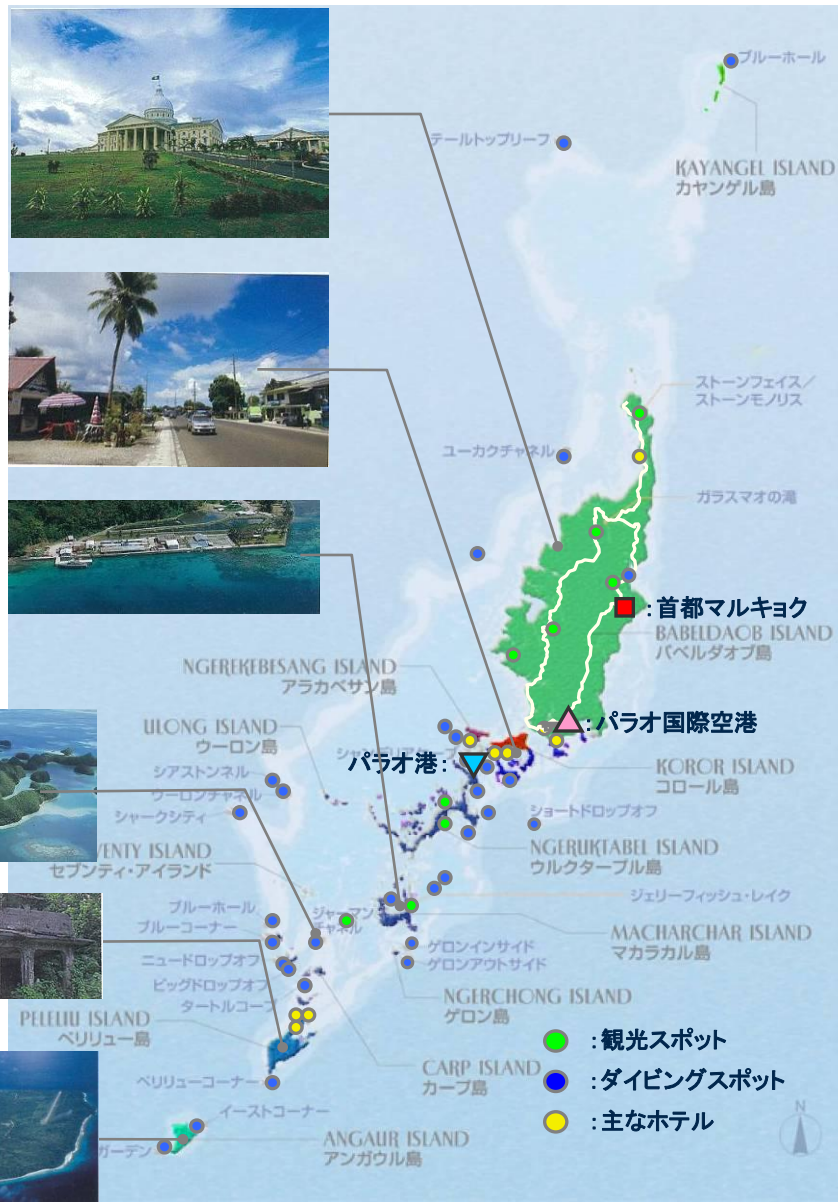 ブルーホール
テールトップリーフ
KAYANGEL ISLAND
カヤンゲル島
ストーンフェイス／
ストーンモノリス
ユーカクチャネル
ガラスマオの滝
：首都マルキョク
BABELDAOB ISLAND
バベルダオブ島
NGEREKEBESANG ISLAND
アラカベサン島
：パラオ国際空港
ULONG ISLAND
ウーロン島
パラオ港：
KOROR ISLAND
コロール島
シアストンネル
ウーロンチャネル
シャークシティ
ショートドロップオフ
VENTY ISLAND
セブンティ・アイランド
NGERUKTABEL ISLAND
ウルクターブル島
ジェリーフィッシュ・レイク
ブルーホール
ブルーコーナー
ジャーマン
チャネル
MACHARCHAR ISLAND
マカラカル島
ゲロンインサイド
ゲロンアウトサイド
ニュードロップオフ
ビッグドロップオフ
タートルコーブ
NGERCHONG ISLAND
ゲロン島
PELELIU ISLAND
ペリリュー島
：観光スポット
CARP ISLAND
カープ島
：ダイビングスポット
ペリリューコーナー
：主なホテル
イーストコーナー
N
ANGAUR ISLAND
アンガウル島
ガーデン